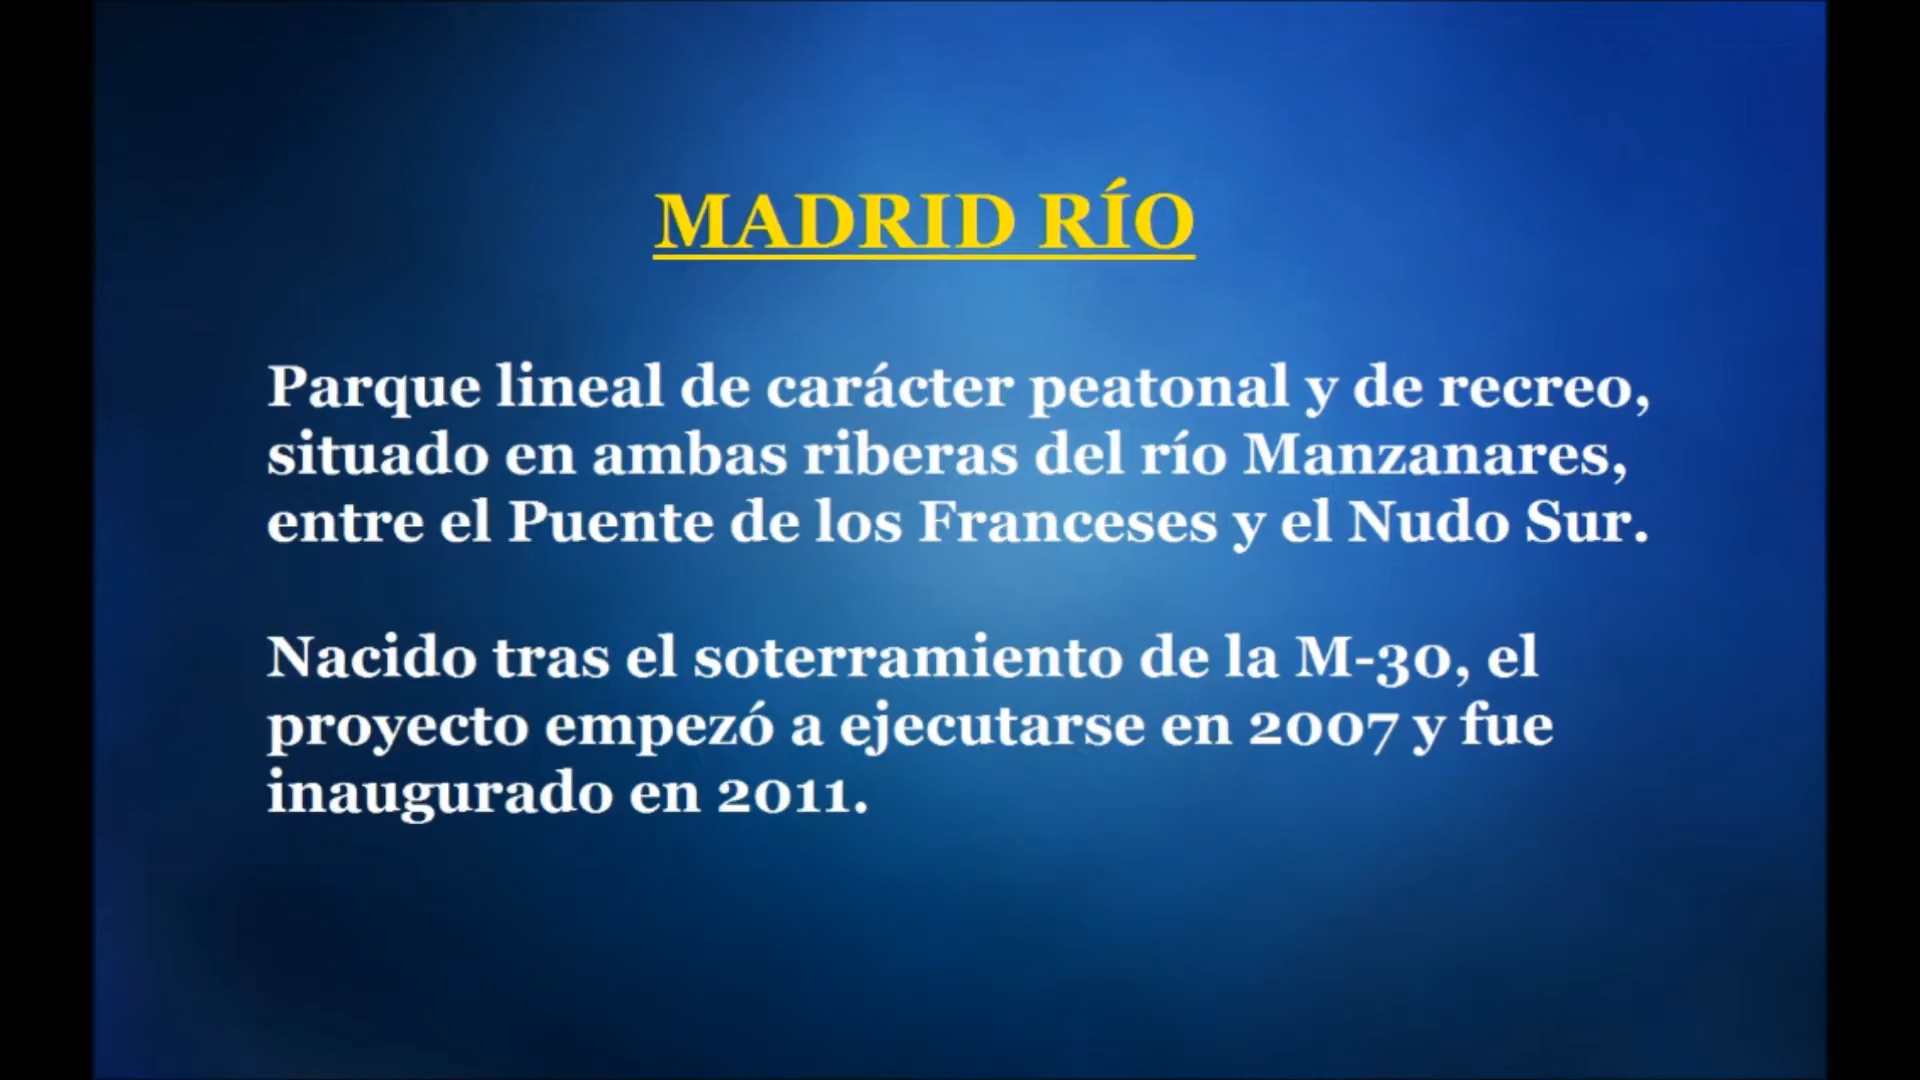 MADRID RÍO
Parque lineal de carácter peatonal y de recreo,
situado en ambas riberas del río Manzanares,
entre el Puente de los Franceses y el Nudo Sur.
Nacido tras el soterramiento de la M-30, el
proyecto empezó a ejecutarse en 2007 y fue
inaugurado en 2011.